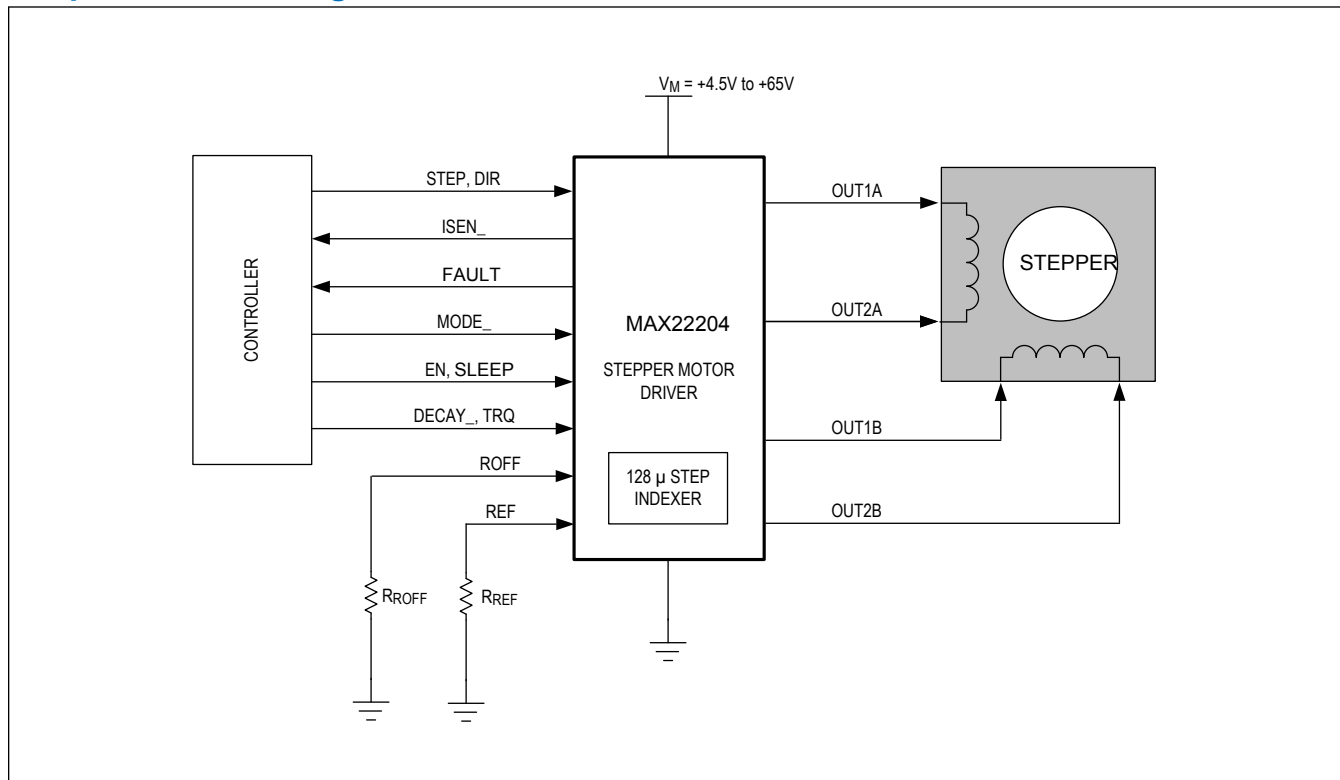 VM = +4.5V to +65V
CONTROLLER
STEP, DIR
ISEN_
FAULT
MODE_
EN, SLEEP
DECAY_, TRQ
ROFF
REF
RROFF
RREF
MAX22204
STEPPER MOTOR
DRIVER
128 µ STEP
INDEXER
OUT1A
OUT2A
OUT1B
OUT2B
STEPPER